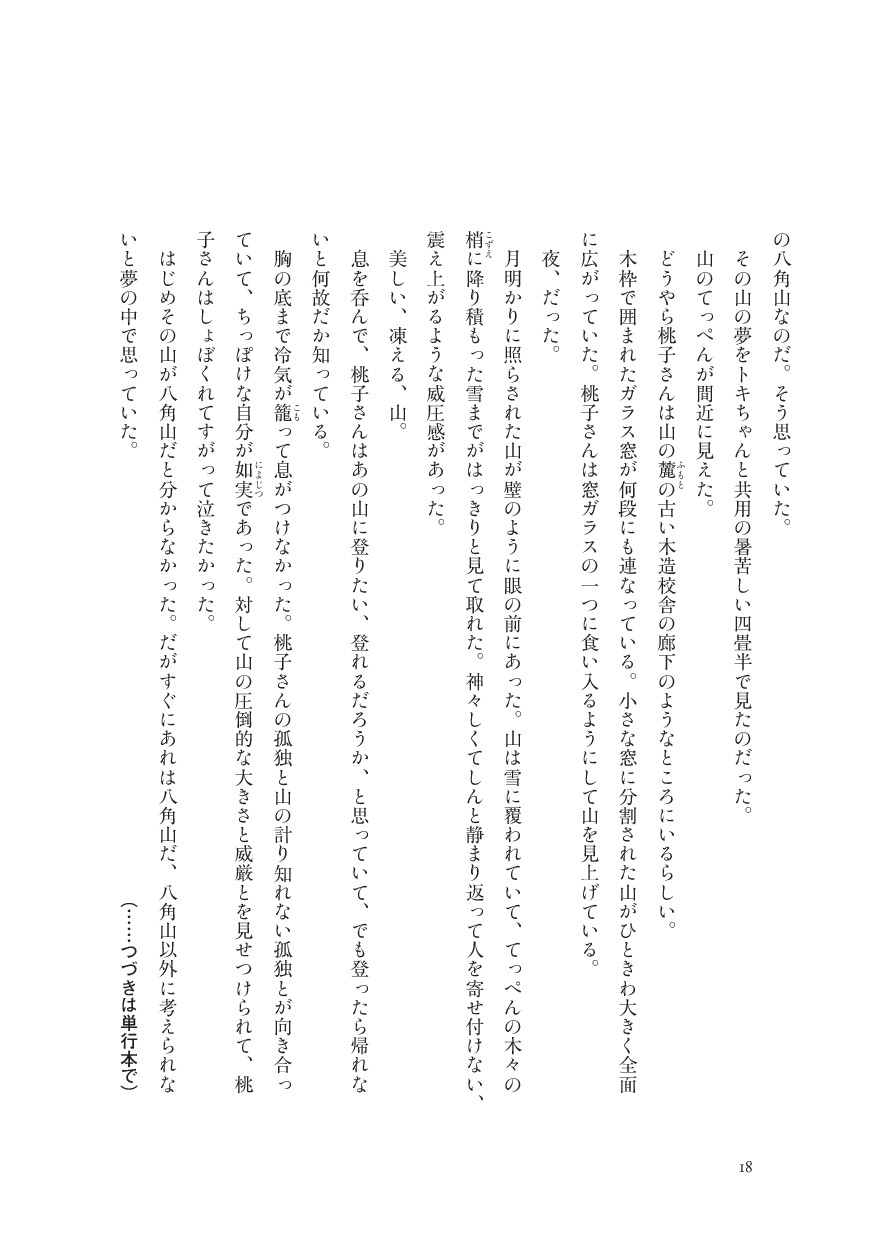 の八角山なのだ。そう思っていた。
その山の夢をトキちゃんと共用の暑苦しい四畳半で見たのだった。
山のてっぺんが間近に見えた。
どうやら桃子さんは山の麓の古い木造校舎の廊下のようなところにいるらしい。
ふもと
木枠で囲まれたガラス窓が何段にも連なっている。小さな窓に分割された山がひときわ大きく全面
に広がっていた。桃子さんは窓ガラスの一つに食い入るようにして山を見上げている。
夜、だった。
月明かりに照らされた山が壁のように眼の前にあった。山は雪に覆われていて、てっぺんの木々の
梢に降り積もった雪までがはっきりと見て取れた。神々しくてしんと静まり返って人を寄せ付けない、
こずえ
震え上がるような威圧感があった。
美しい、凍える、山。
息を呑んで、桃子さんはあの山に登りたい、登れるだろうか、と思っていて、でも登ったら帰れな
いと何故だか知っている。
胸の底まで冷気が籠って息がつけなかった。桃子さんの孤独と山の計り知れない孤独とが向き合っ
こも
ていて、ちっぽけな自分が如実であった。対して山の圧倒的な大きさと威厳とを見せつけられて、桃
によじつ
子さんはしょぼくれてすがって泣きたかった。
はじめその山が八角山だと分からなかった。だがすぐにあれは八角山だ、八角山以外に考えられな
いと夢の中で思っていた。
（……つづきは単行本で）
18